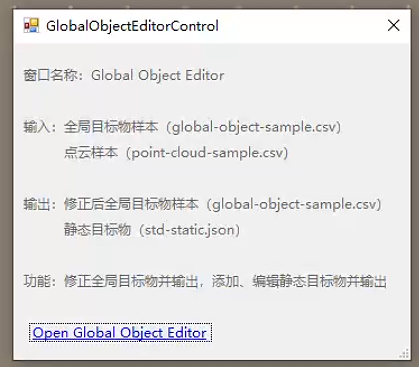 GlobalObjectEditorControl
窗口名称：Global Object Editor
输入：全局目标物样本（global-object-sample.csv）
点云样本（point-cloud-sample.csv）
输出：修正后全局目标物样本（global-object-sample.csv）
静态目标物（std-static.json）
功能：修正全局目标物并输出，添加、编辑静态目标物并输出
Open Global Object Editor